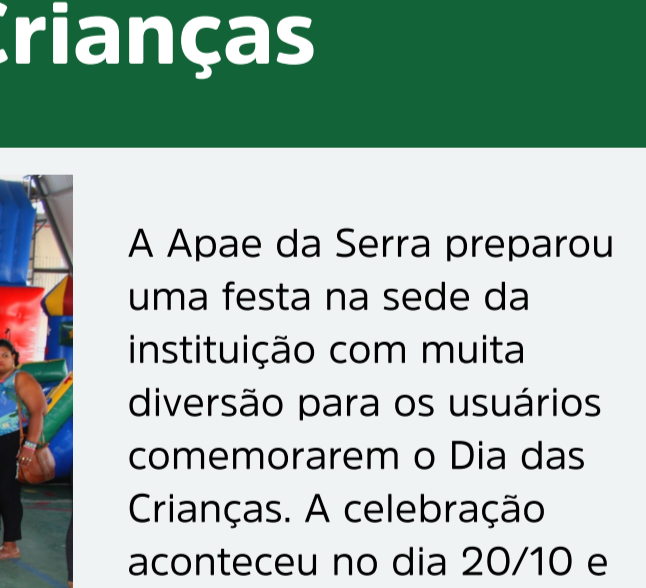 Crianças
A Apae da Serra preparou
uma festa na sede da
instituição com muita
diversão para os usuários
comemorarem o Dia das
Crianças. A celebração
aconteceu no dia 20/10 e